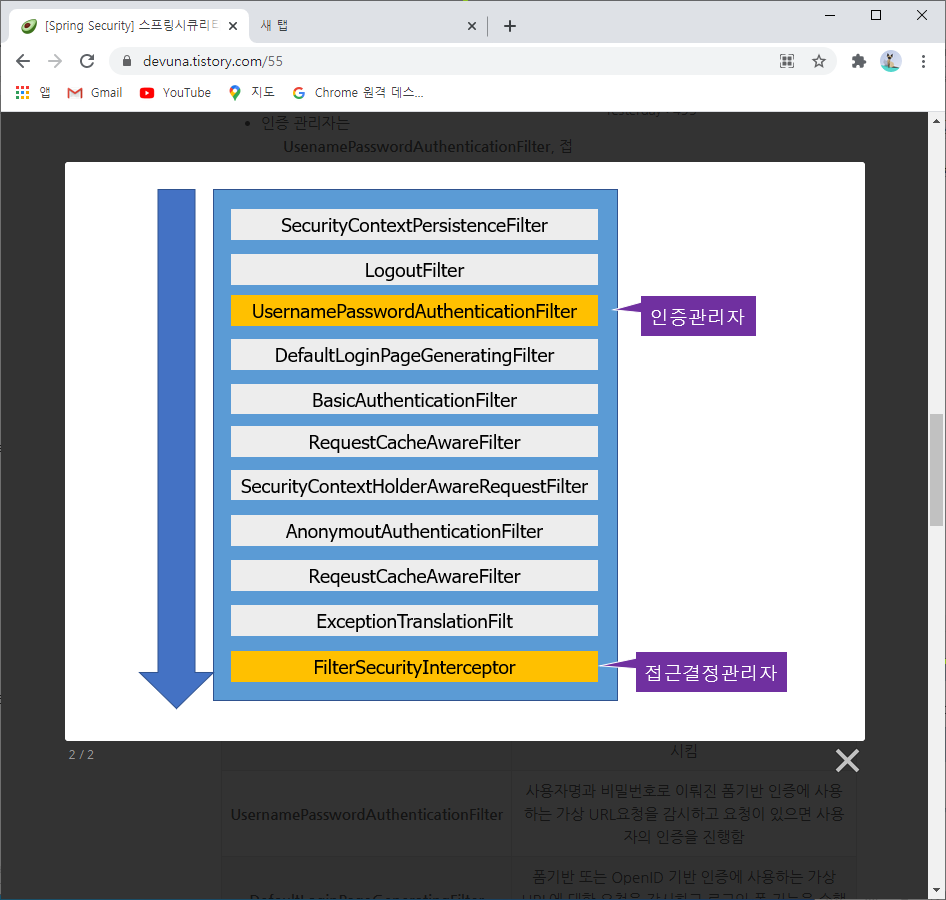 [Spring Security] 스프링시큐리티
새 탭
devuna.tistory.com/55
앱
Gmail
YouTube
지도
Chrome 원격 데스...
인증 관리자는
UsenamePasswordAuthenticationFilter, 접
SecurityContextPersistenceFilter
LogoutFilter
UsernamePasswordAuthenticationFilter
인증관리자
DefaultLoginPageGeneratingFilter
BasicAuthenticationFilter
RequestCacheAwareFilter
SecurityContextHolderAwareRequestFilter
AnonymoutAuthenticationFilter
ReqeustCacheAwareFilter
ExceptionTranslationFilt
FilterSecurityInterceptor
접근결정관리자
2 / 2
시킴
UsernamePasswordAuthenticationFilter
사용자명과 비밀번호로 이뤄진 폼기반 인증에 사용
하는 가상 URL요청을 감시하고 요청이 있으면 사용
자의 인증을 진행함
폼기반 또는 OpenID 기반 인증에 사용하는 가상
DefaultLoginPageGeneratingFilter